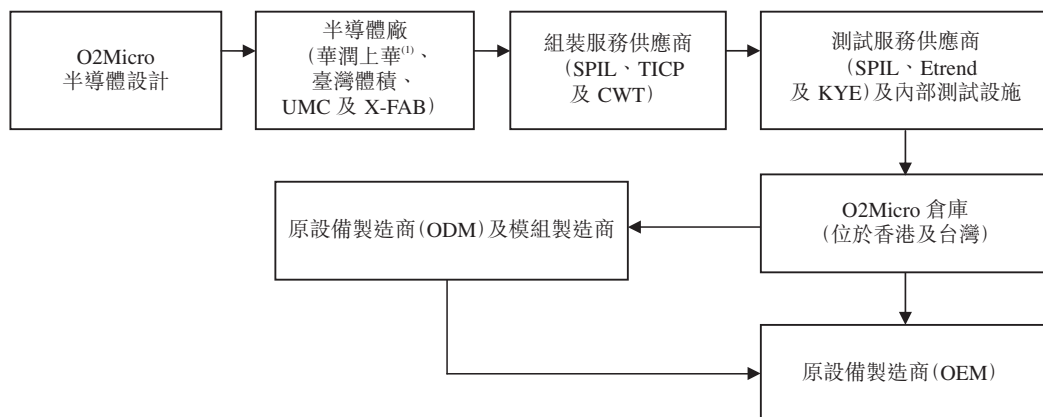 O2Micro
半導體設計
半導體廠
(華潤上華(1)、
臺灣體積、
UMC 及 X-FAB)
組裝服務供應商
(SPIL、TICP
及 CWT)
測試服務供應商
(SPIL、Etrend
及 KYE)及內部測試設施
O2Micro 倉庫
(位於香港及台灣)
原設備製造商(ODM)及模組製造商
原設備製造商(OEM)